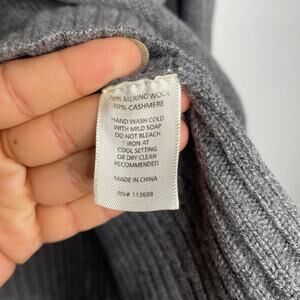 70% MERINO WOOL
30% CASHMERE
HAND WASH COLD
WITH MILD SOAP
DO NOT BLEACH
IRON AT
COOL SETTING
OR DRY CLEAN
RECOMMENDED
MADE IN CHINA
RN# 113698